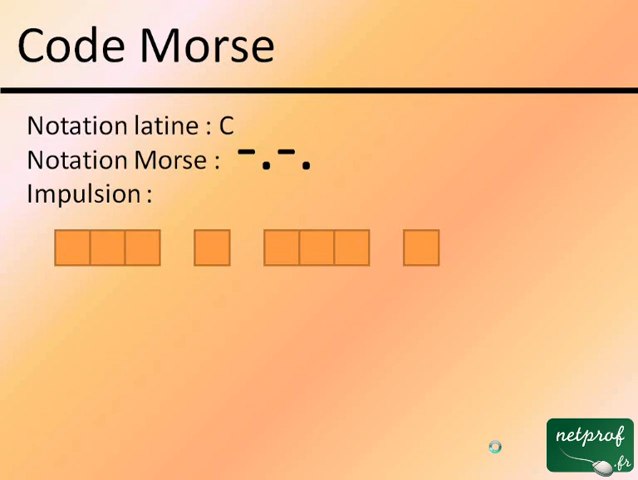 Code Morse
Notation latine : C
Notation Morse : -.-.
Impulsion :
netprof
.fr